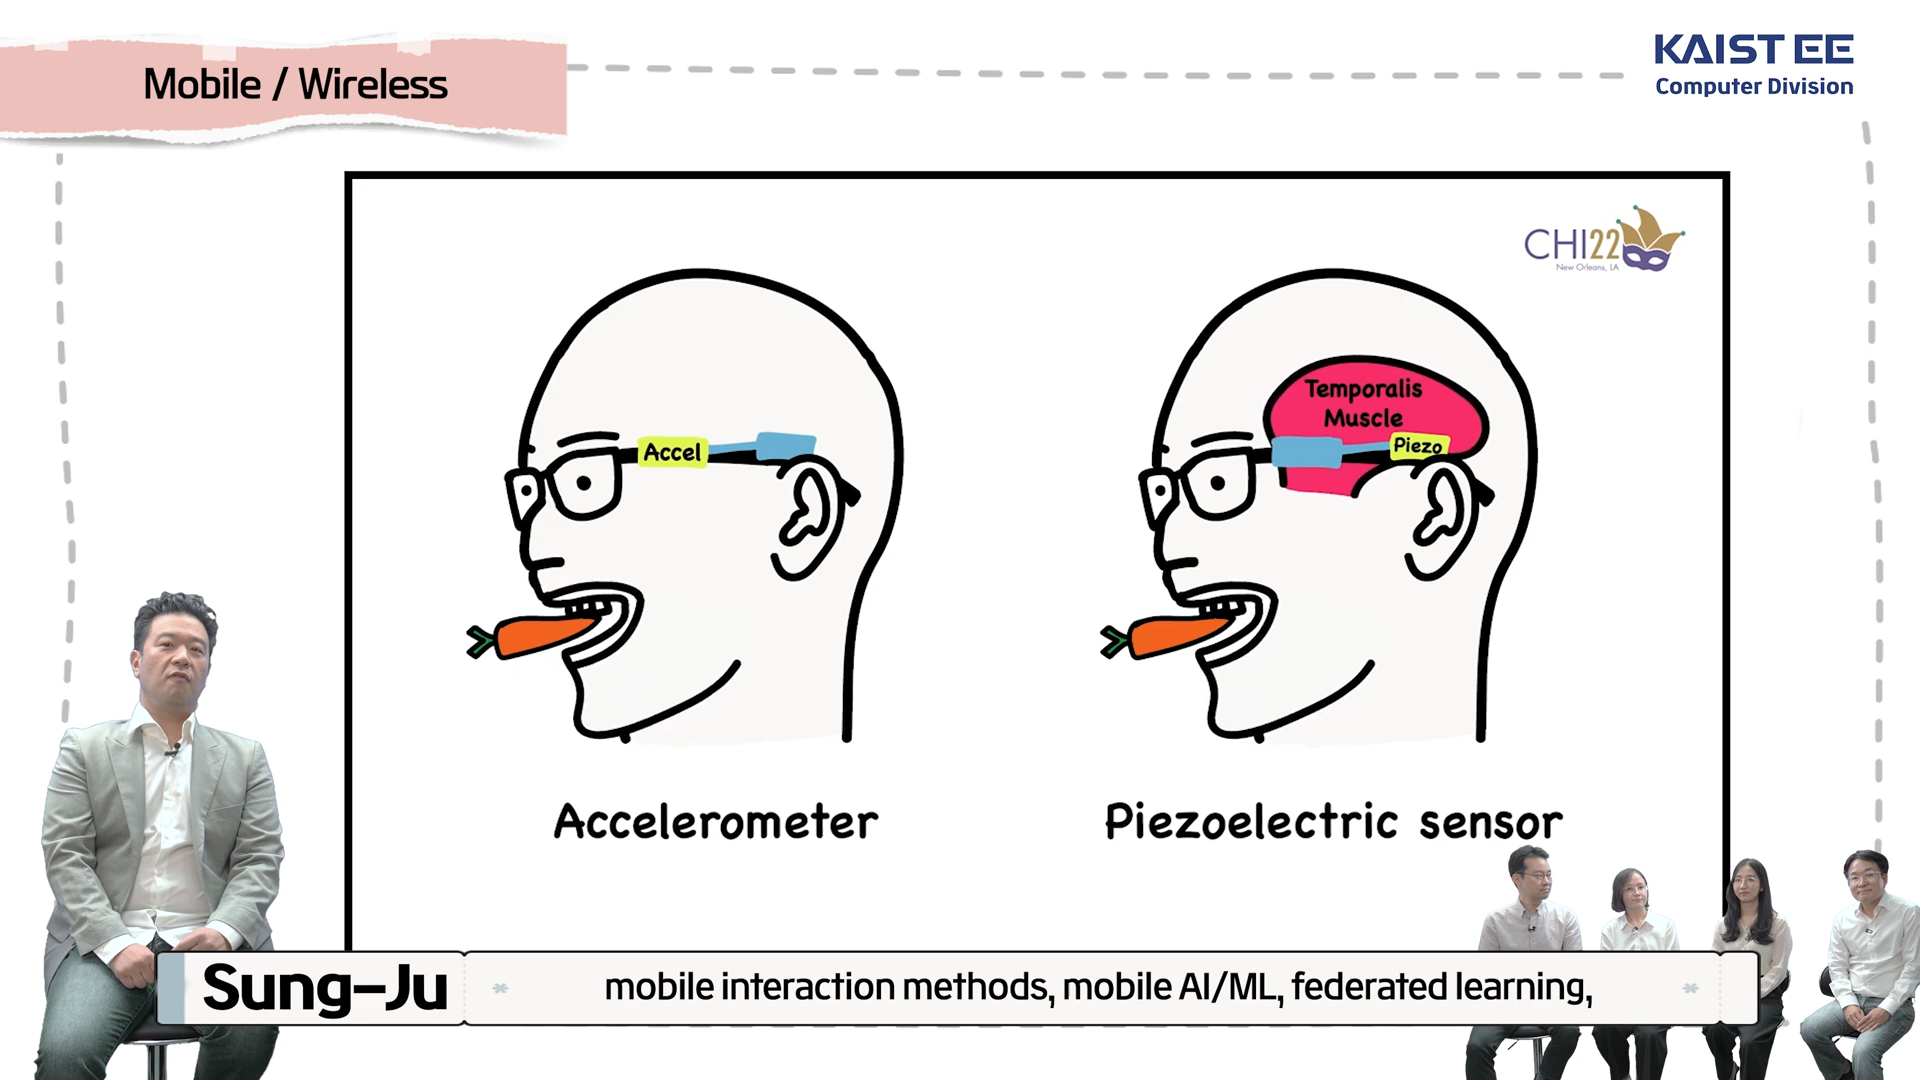 Mobile / Wireless
KAIST EE
Computer Division
CHI22
New Orleans, LA
Accel
Temporalis
Muscle
Piezo
Accelerometer
Piezoelectric sensor
Sung-Ju
mobile interaction methods, mobile AI/ML, federated learning,